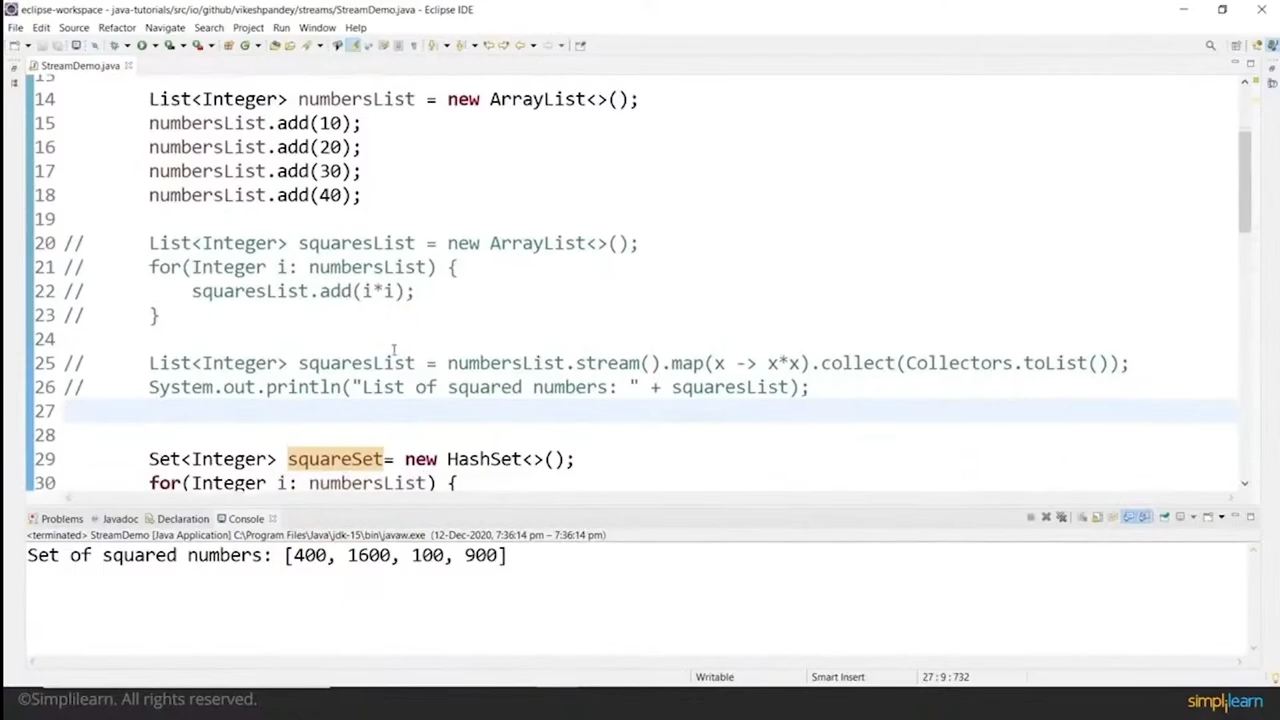 eclipse-workspace - java-tutorials/src/io/github/vikeshpandey/streams/StreamDemo.java - Eclipse IDE
File Edit Source Refactor Navigate Search Project Run Window Help
StreamDemo.java
14 List<Integer> numbersList = new ArrayList<>();
15 numbersList.add(10);
16 numbersList.add(20);
17 numbersList.add(30);
18 numbersList.add(40);
19
20 // List<Integer> squaresList = new ArrayList<>();
21 // for(Integer i: numbersList) {
22 // squaresList.add(i*i);
23 // }
24
25 // List<Integer> squaresList = numbersList.stream().map(x -> x*x).collect(Collectors.toList());
26 // System.out.println("List of squared numbers: " + squaresList);
27
28
29 Set<Integer> squareSet= new HashSet<>();
30 for(Integer i: numbersList) {
Problems Javadoc Declaration Console
<terminated> StreamDemo [Java Application] C:\Program Files\Java\jdk-15\bin\javaw.exe (12-Dec-2020, 7:36:14 pm – 7:36:14 pm)
Set of squared numbers: [400, 1600, 100, 900]
Writable Smart Insert 27 : 9 : 732
©Simplilearn. All rights reserved. simplilearn